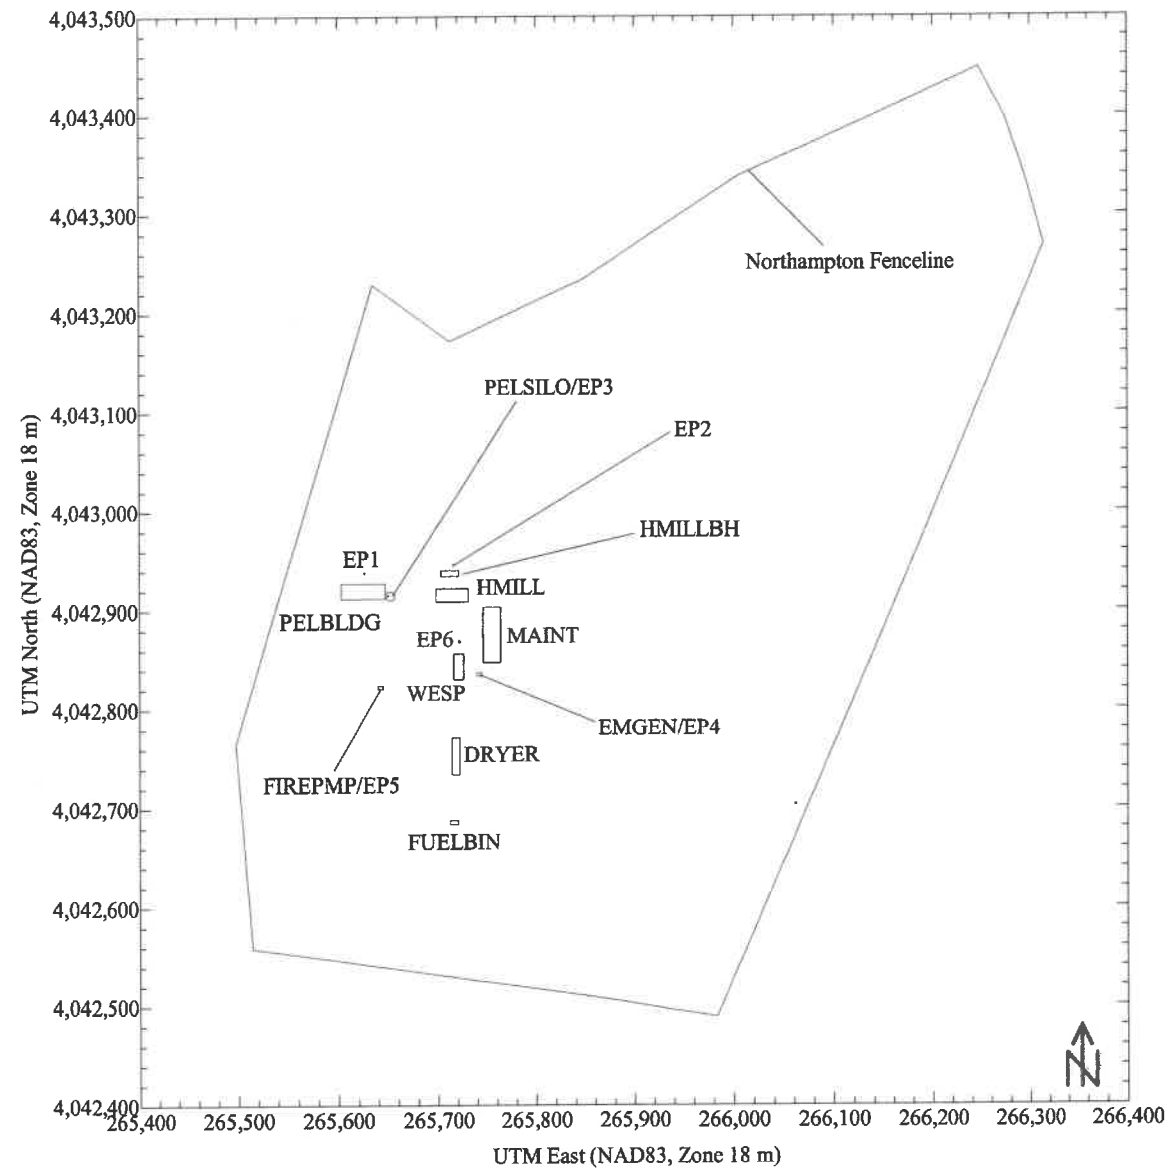 4,043,500
4,043,400
4,043,300
Northampton Fenceline
4,043,200
PELSILO/EP3
4,043,100
EP2
4,043,000
HMILLBH
EP1
HMILL
4,042,900
PELBLDG
EP6
MAINT
WESP
4,042,800
EMGEN/EP4
DRYER
FIREPMP/EP5
4,042,700
FUELBIN
4,042,600
4,042,500
N
4,042,400
265,400 265,500 265,600 265,700 265,800 265,900 266,000 266,100 266,200 266,300 266,400
UTM East (NAD83, Zone 18 m)
UTM North (NAD83, Zone 18 m)